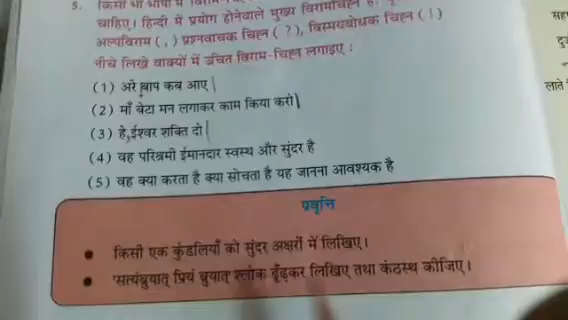 चाहिए। हिन्दी में प्रयोग होनेवाले मुख्य विरामचिह्न
अल्पविराम ( , ) प्रश्नवाचक चिह्न ( ? ), विस्मयबोधक चिह्न ( ! )
नीचे लिखे वाक्यों में उचित विराम-चिह्न लगाइए :
(1) अरे बाप कब आए
(2) माँ बेटा मन लगाकर काम किया करो
(3) हे ईश्वर शक्ति दो
(4) वह परिश्रमी ईमानदार स्वस्थ और सुंदर है
(5) वह क्या करता है क्या सोचता है यह जानना आवश्यक है
प्रवृत्ति
• किसी एक कुंडलियाँ को सुंदर अक्षरों में लिखिए।
• 'सत्यंब्रुयात् प्रियं ब्रुयात्' श्लोक ढूँढ़कर लिखिए तथा कंठस्थ कीजिए।